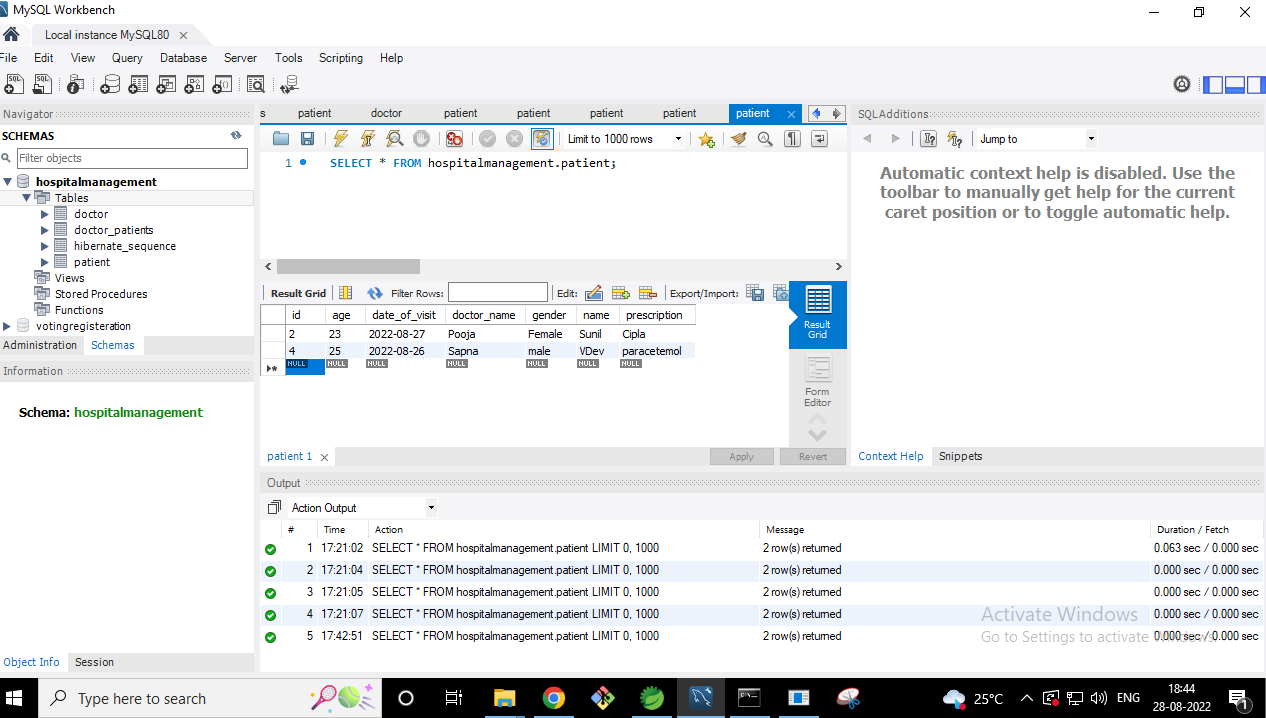 MySQL Workbench
Local instance MySQL80
File Edit View Query Database Server Tools Scripting Help
Navigator
SCHEMAS
Filter objects
hospitalmanagement
Tables
doctor
doctor_patients
hibernate_sequence
patient
Views
Stored Procedures
Functions
votingregisteration
Administration Schemas
Information
Schema: hospitalmanagement
Object Info Session
s patient doctor patient patient patient patient patient
Limit to 1000 rows
1 SELECT * FROM hospitalmanagement.patient;
Result Grid Filter Rows: Edit: Export/Import:
id age date_of_visit doctor_name gender name prescription
2 23 2022-08-27 Pooja Female Sunil Cipla
4 25 2022-08-26 Sapna male VDev paracetemol
NULL NULL NULL NULL NULL NULL NULL
Result
Grid
Form
Editor
patient 1 Apply Revert
SQLAdditions
Jump to
Automatic context help is disabled. Use the
toolbar to manually get help for the current
caret position or to toggle automatic help.
Context Help Snippets
Output
Action Output
# Time Action Message Duration / Fetch
1 17:21:02 SELECT * FROM hospitalmanagement.patient LIMIT 0, 1000 2 row(s) returned 0.063 sec / 0.000 sec
2 17:21:04 SELECT * FROM hospitalmanagement.patient LIMIT 0, 1000 2 row(s) returned 0.000 sec / 0.000 sec
3 17:21:05 SELECT * FROM hospitalmanagement.patient LIMIT 0, 1000 2 row(s) returned 0.000 sec / 0.000 sec
4 17:21:07 SELECT * FROM hospitalmanagement.patient LIMIT 0, 1000 2 row(s) returned 0.000 sec / 0.000 sec
5 17:42:51 SELECT * FROM hospitalmanagement.patient LIMIT 0, 1000 2 row(s) returned 0.000 sec / 0.000 sec
Activate Windows
Go to Settings to activate Windows.
Type here to search
25°C ENG 18:44
28-08-2022
1